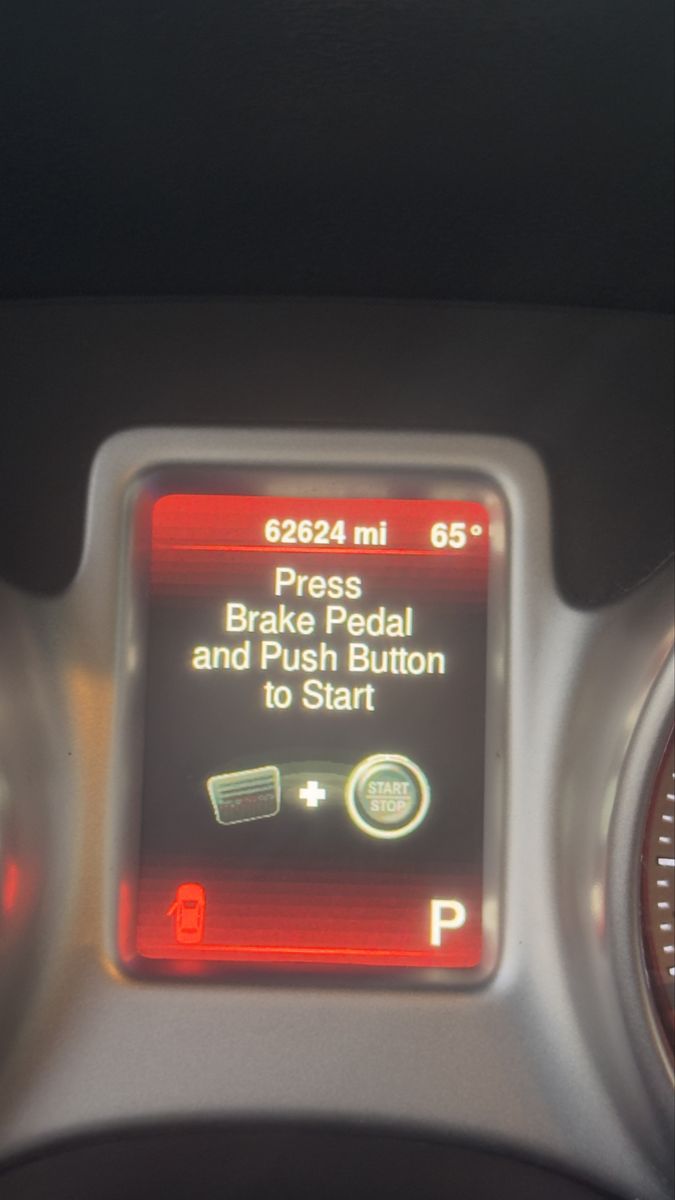 62624 mi 65°
Press
Brake Pedal
and Push Button
to Start
START
STOP
P